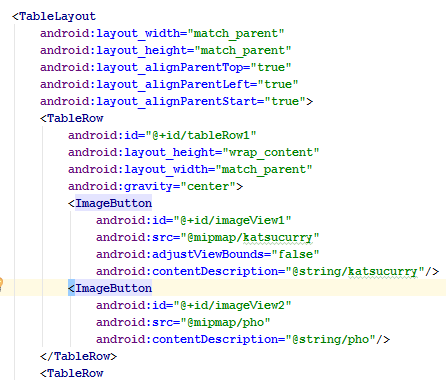 <TableLayout
android:layout_width="match_parent"
android:layout_height="match_parent"
android:layout_alignParentTop="true"
android:layout_alignParentLeft="true"
android:layout_alignParentStart="true">
<TableRow
android:id="@+id/tableRow1"
android:layout_height="wrap_content"
android:layout_width="match_parent"
android:gravity="center">
<ImageButton
android:id="@+id/imageView1"
android:src="@mipmap/katsucurry"
android:adjustViewBounds="false"
android:contentDescription="@string/katsucurry"/>
<ImageButton
android:id="@+id/imageView2"
android:src="@mipmap/pho"
android:contentDescription="@string/pho"/>
</TableRow>
<TableRow